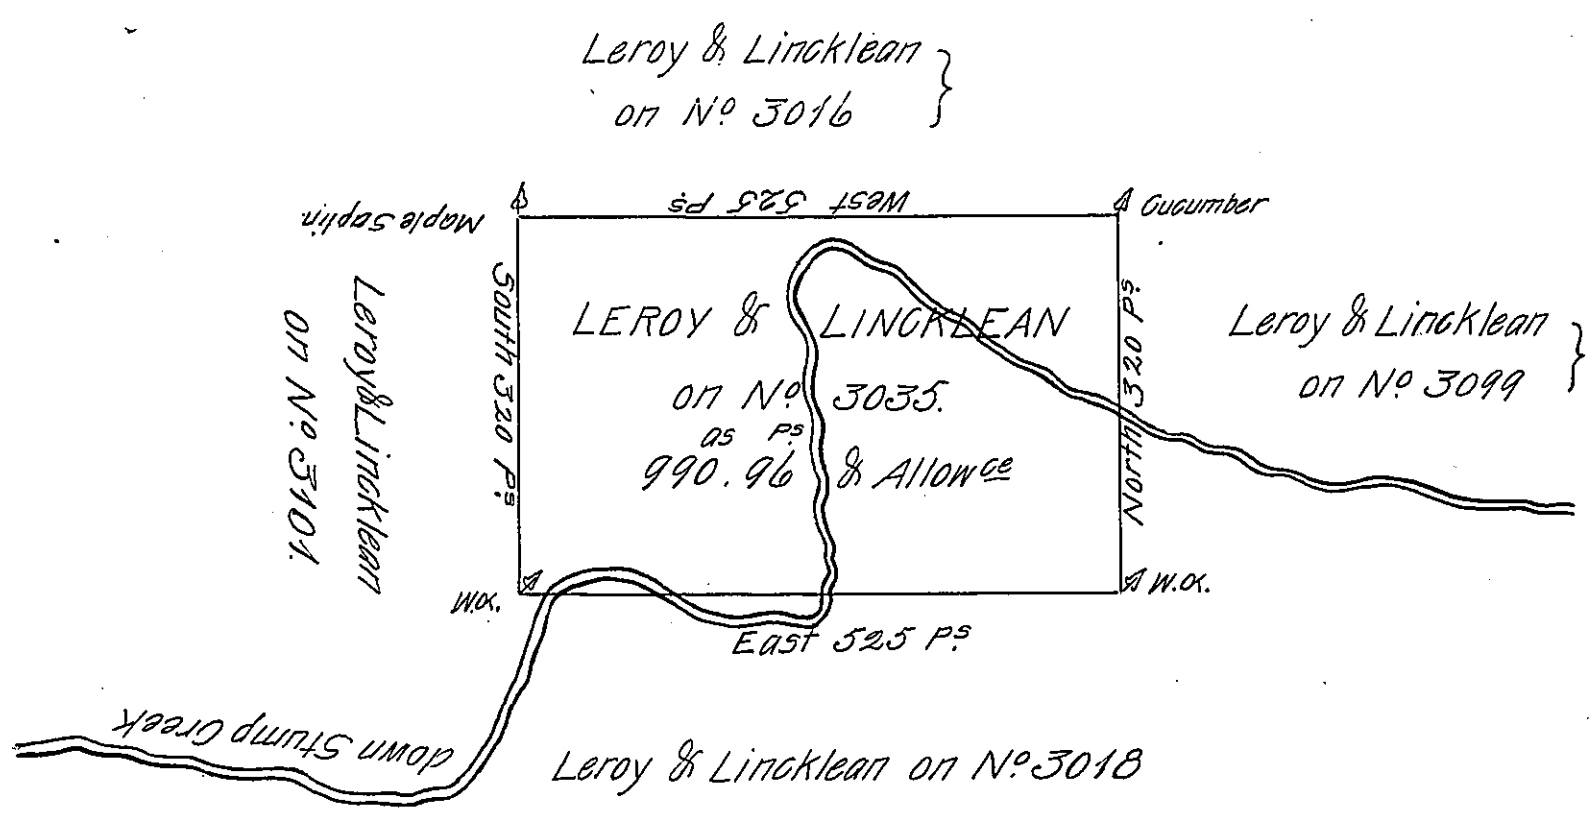 Leroy & Lincklean
on Nº 3016
West 525 Ps
Maple Saplin
Cucumber
South 320 Ps
North 320 Ps
Leroy & Lincklean
on Nº 3101.
LEROY & LINCKLEAN
on Nº 3035.
as Ps
990.96 & Allowce
Leroy & Lincklean
on Nº 3099
W.O.
W.O.
East 525 Ps
down Stump Creek
Leroy & Lincklean on Nº 3018